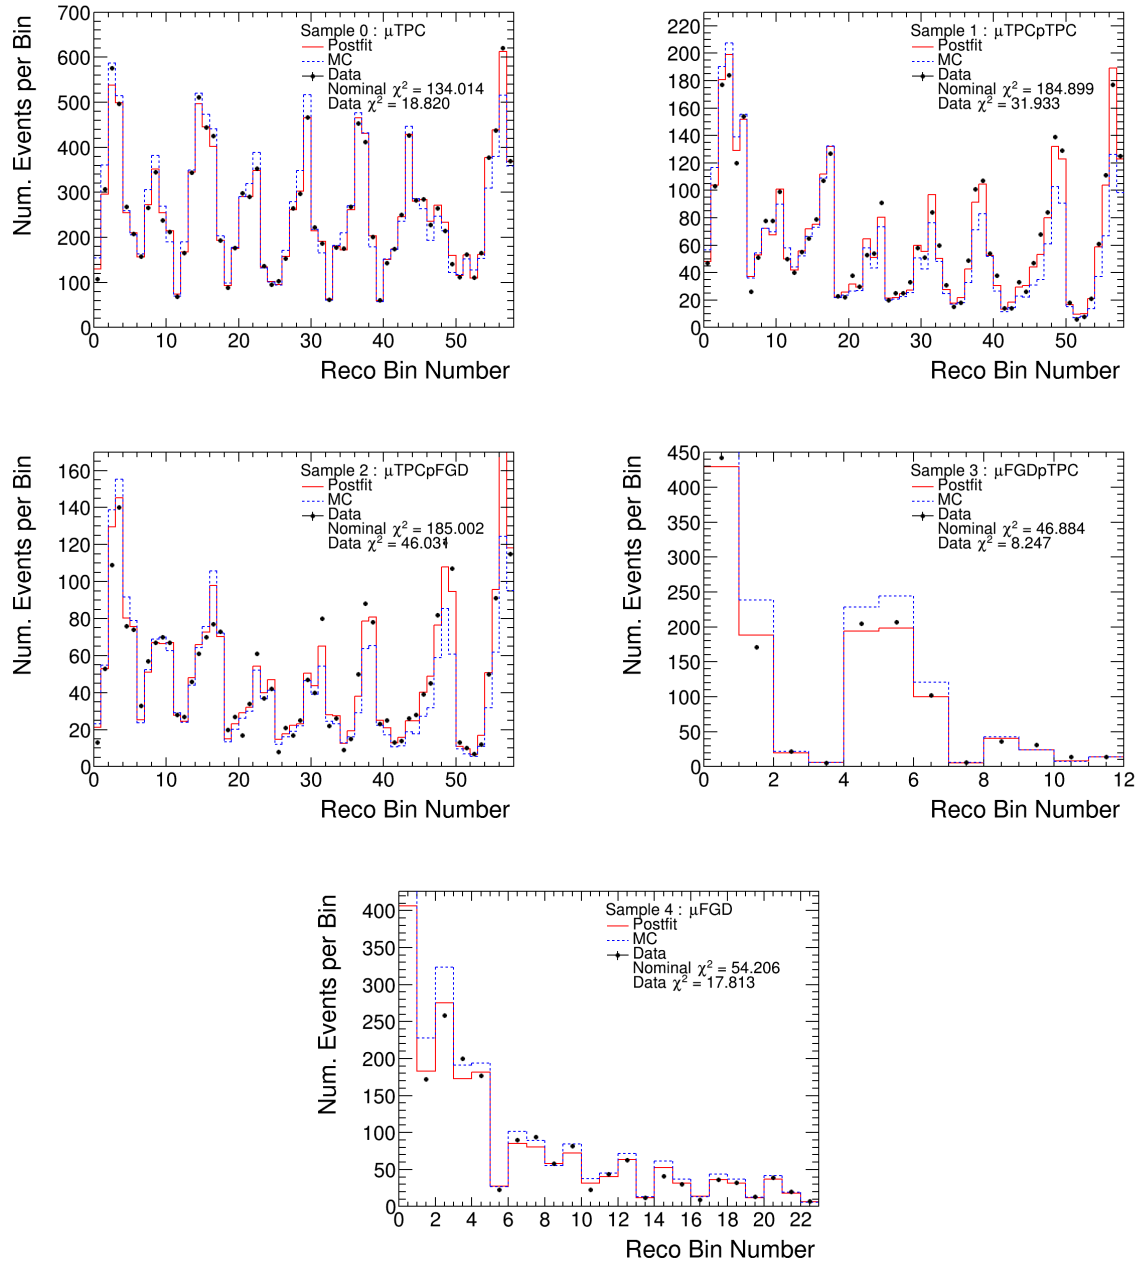 Sample 0 : μTPC
Postfit
MC
Data
Nominal χ² = 134.014
Data χ² = 18.820
Num. Events per Bin
700
600
500
400
300
200
100
0
0 10 20 30 40 50
Reco Bin Number
Sample 1 : μTPCpTPC
Postfit
MC
Data
Nominal χ² = 184.899
Data χ² = 31.933
Num. Events per Bin
220
200
180
160
140
120
100
80
60
40
20
0
0 10 20 30 40 50
Reco Bin Number
Sample 2 : μTPCpFGD
Postfit
MC
Data
Nominal χ² = 185.002
Data χ² = 46.031
Num. Events per Bin
160
140
120
100
80
60
40
20
0
0 10 20 30 40 50
Reco Bin Number
Sample 3 : μFGDpTPC
Postfit
MC
Data
Nominal χ² = 46.884
Data χ² = 8.247
Num. Events per Bin
450
400
350
300
250
200
150
100
50
0
0 2 4 6 8 10 12
Reco Bin Number
Sample 4 : μFGD
Postfit
MC
Data
Nominal χ² = 54.206
Data χ² = 17.813
Num. Events per Bin
400
350
300
250
200
150
100
50
0
0 2 4 6 8 10 12 14 16 18 20 22
Reco Bin Number